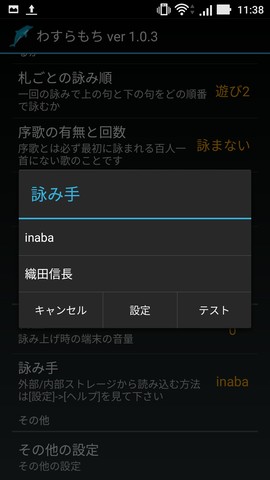 11:38
わすらもち ver 1.0.3
札ごとの詠み順
一回の詠みで上の句と下の句をどの順番
で詠むか
遊び2
序歌の有無と回数
序歌とは必ず最初に詠まれる百人一
首にない歌のことです
詠まない
詠み手
inaba
織田信長
キャンセル
設定
テスト
0
読み上げ時の端末の音量
詠み手
外部/内部ストレージから読み込む方法
は[設定]->[ヘルプ]を見て下さい
inaba
その他
その他の設定
その他の設定